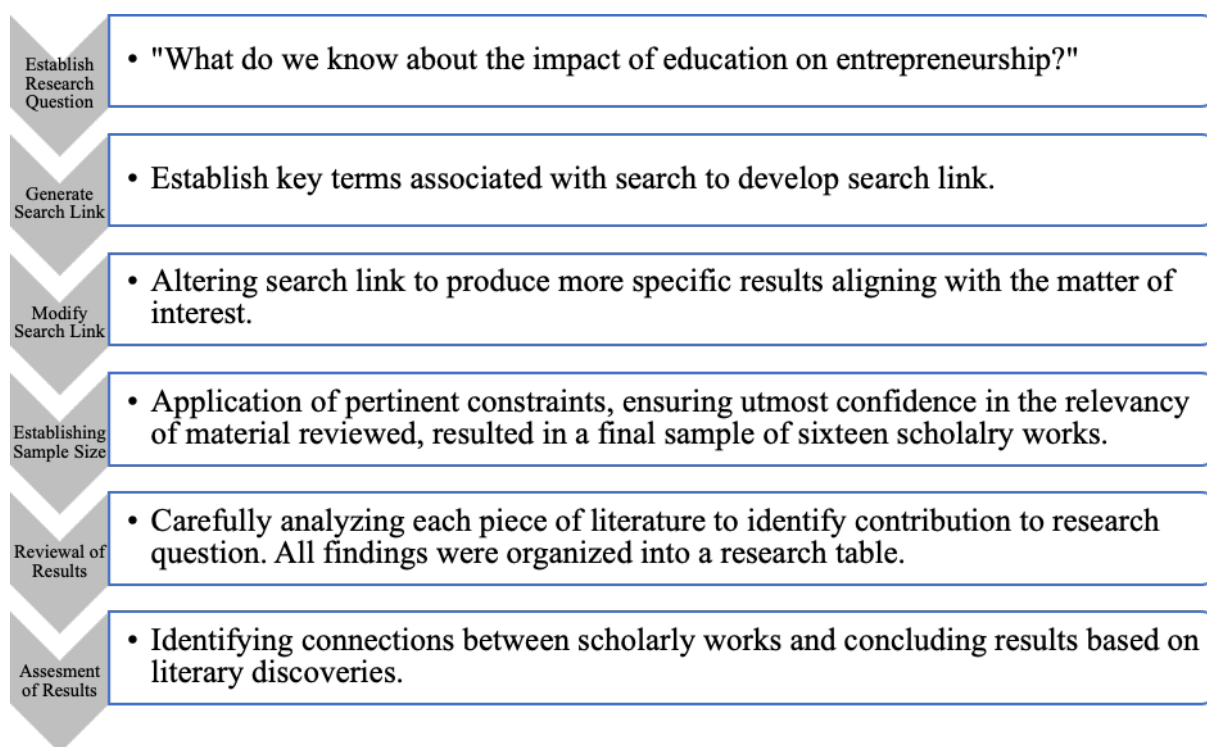 Establish
Research
Question
• "What do we know about the impact of education on entrepreneurship?"
Generate
Search Link
• Establish key terms associated with search to develop search link.
Modify
Search Link
• Altering search link to produce more specific results aligning with the matter of
interest.
Establishing
Sample Size
• Application of pertinent constraints, ensuring utmost confidence in the relevancy
of material reviewed, resulted in a final sample of sixteen scholalry works.
Reviewal of
Results
• Carefully analyzing each piece of literature to identify contribution to research
question. All findings were organized into a research table.
Assesment
of Results
• Identifying connections between scholarly works and concluding results based on
literary discoveries.